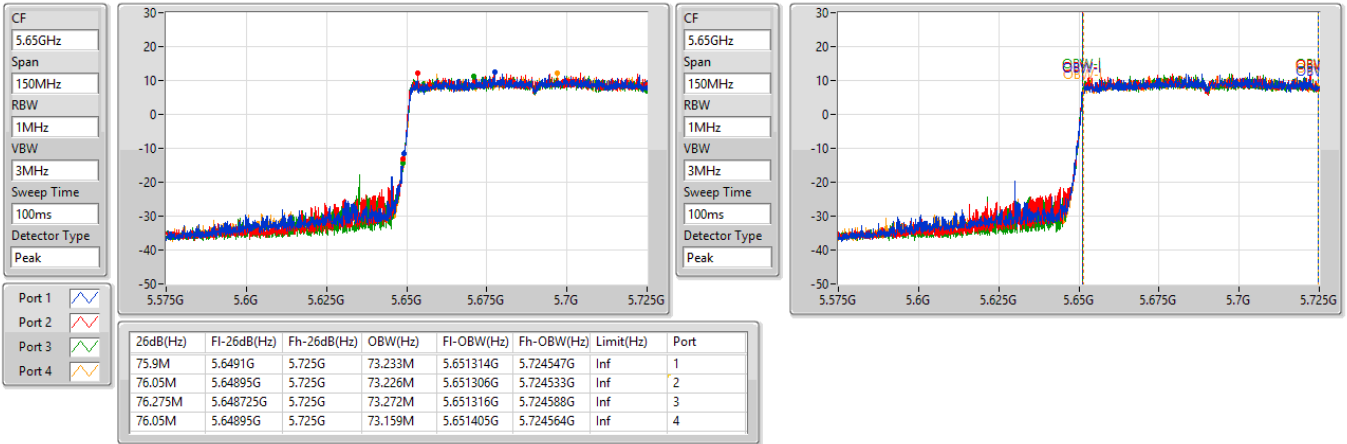 CF
5.65GHz
Span
150MHz
RBW
1MHz
VBW
3MHz
Sweep Time
100ms
Detector Type
Peak
30-
20-
10-
0-
-10-
-20-
-30-
-40-
-50-
5.575G 5.6G 5.625G 5.65G 5.675G 5.7G 5.725G
CF
5.65GHz
Span
150MHz
RBW
1MHz
VBW
3MHz
Sweep Time
100ms
Detector Type
Peak
30-
20-
10-
0-
-10-
-20-
-30-
-40-
-50-
OBW-l
OBW
5.575G 5.6G 5.625G 5.65G 5.675G 5.7G 5.725G
Port 1
Port 2
Port 3
Port 4
26dB(Hz) Fl-26dB(Hz) Fh-26dB(Hz) OBW(Hz) Fl-OBW(Hz) Fh-OBW(Hz) Limit(Hz) Port
75.9M 5.6491G 5.725G 73.233M 5.651314G 5.724547G Inf 1
76.05M 5.64895G 5.725G 73.226M 5.651306G 5.724533G Inf 2
76.275M 5.648725G 5.725G 73.272M 5.651316G 5.724588G Inf 3
76.05M 5.64895G 5.725G 73.159M 5.651405G 5.724564G Inf 4